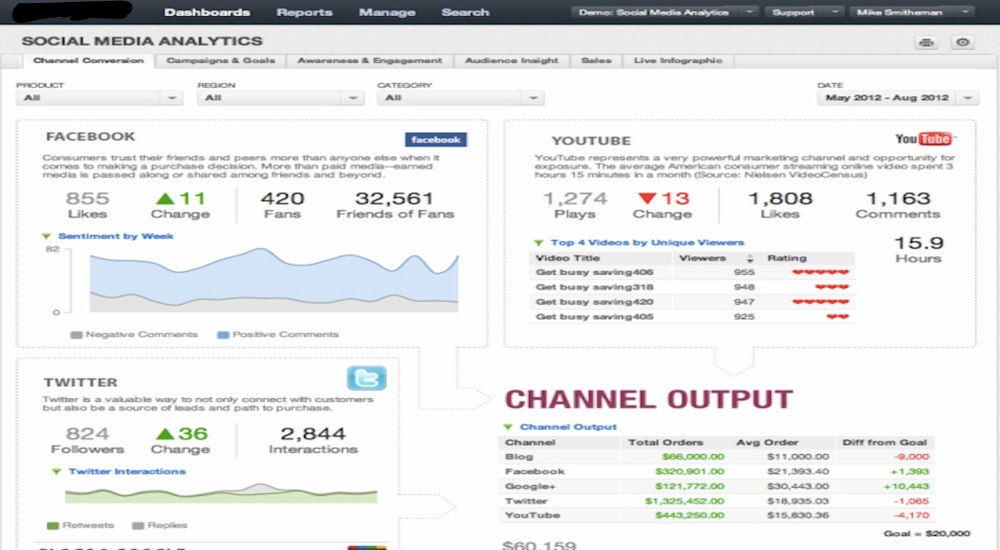 Dashboards Reports Manage Search Demo: Social Media Analytics Support Mike Smitheman
SOCIAL MEDIA ANALYTICS
Channel Conversion Campaigns & Goals Awareness & Engagement Audience Insight Sales Live Infographic
PRODUCT REGION CATEGORY DATE
All All All May 2012 - Aug 2012
FACEBOOK
facebook
Consumers trust their friends and peers more than anyone else when it
comes to making a purchase decision. More than paid media—earned
media is passed along or shared among friends and beyond.
855 11 420 32,561
Likes Change Fans Friends of Fans
Sentiment by Week
82
0
Negative Comments Positive Comments
YOUTUBE
YouTube
YouTube represents a very powerful marketing channel and opportunity for
exposure. The average American consumer streaming online video spent 3
hours 15 minutes in a month (Source: Nielsen VideoCensus)
1,274 13 1,808 1,163
Plays Change Likes Comments
15.9
Hours
Top 4 Videos by Unique Viewers
Video Title Viewers Rating
Get busy saving406 955
Get busy saving318 948
Get busy saving420 947
Get busy saving405 925
TWITTER
Twitter is a valuable way to not only connect with customers
but also be a source of leads and path to purchase.
824 36 2,844
Followers Change Interactions
Twitter Interactions
Retweets Replies
CHANNEL OUTPUT
Channel Output
Channel Total Orders Avg Order Diff from Goal
Blog $66,000.00 $11,000.00 -9,000
Facebook $320,901.00 $21,393.40 +1,393
Google+ $121,772.00 $30,443.00 +10,443
Twitter $1,325,452.00 $18,935.03 -1,065
YouTube $443,250.00 $15,830.36 -4,170
Goal = $20,000
$60,159